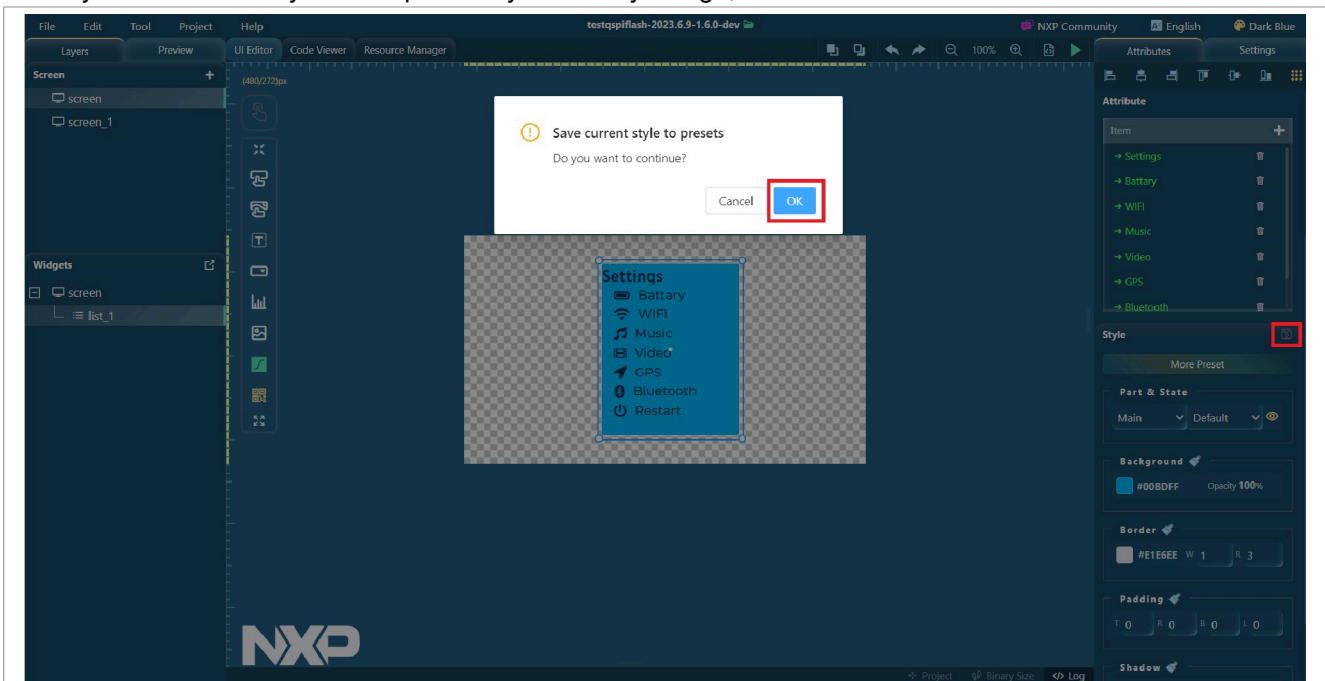 File Edit Tool Project Help testqspiflash-2023.6.9-1.6.0-dev NXP Community English Dark Blue
Layers Preview UI Editor Code Viewer Resource Manager 100% Attributes Settings
Screen +
(480/272)px
screen
screen_1
Attribute
Item +
→ Settings
→ Battary
→ WIFI
→ Music
→ Video
→ GPS
→ Bluetooth
Save current style to presets
Do you want to continue?
Cancel OK
Widgets
screen
list_1
Settings
Battary
WIFI
Music
Video
GPS
Bluetooth
Restart
Style
More Preset
Part & State
Main Default
Background
#00BDFF Opacity 100%
Border
#E1E6EE W 1 R 3
Padding
T 0 R 0 B 0 L 0
Shadow
NXP
Project Binary Size </> Log